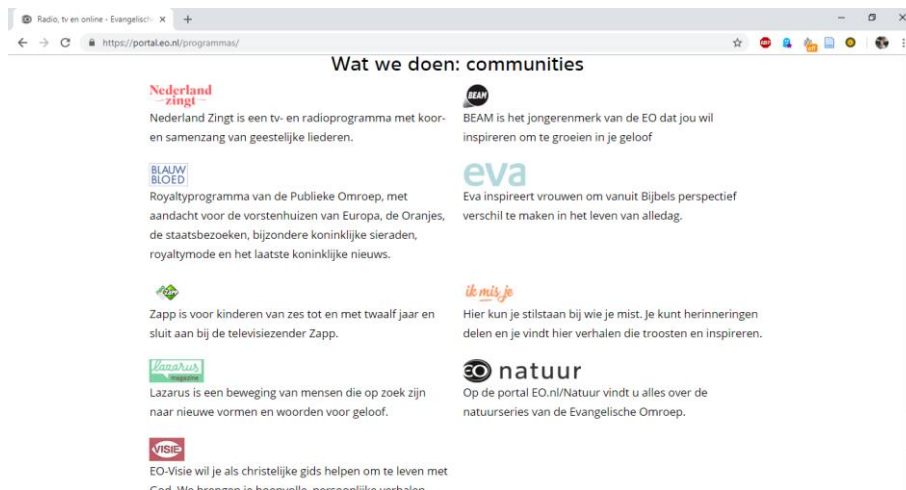 Radio, tv en online - Evangelisch
https://portal.eo.nl/programmas/
Wat we doen: communities
Nederland
zingt
Nederland Zingt is een tv- en radioprogramma met koor-
en samenzang van geestelijke liederen.
BEAM
BEAM is het jongerenmerk van de EO dat jou wil
inspireren om te groeien in je geloof
BLAUW
BLOED
Royaltyprogramma van de Publieke Omroep, met
aandacht voor de vorstenhuizen van Europa, de Oranjes,
de staatsbezoeken, bijzondere koninklijke sieraden,
royaltymode en het laatste koninklijke nieuws.
eva
Eva inspireert vrouwen om vanuit Bijbels perspectief
verschil te maken in het leven van alledag.
Zapp
Zapp is voor kinderen van zes tot en met twaalf jaar en
sluit aan bij de televisiezender Zapp.
ik mis je
Hier kun je stilstaan bij wie je mist. Je kunt herinneringen
delen en je vindt hier verhalen die troosten en inspireren.
Lazarus
magazine
Lazarus is een beweging van mensen die op zoek zijn
naar nieuwe vormen en woorden voor geloof.
EO natuur
Op de portal EO.nl/Natuur vindt u alles over de
natuurseries van de Evangelische Omroep.
VISIE
EO-Visie wil je als christelijke gids helpen om te leven met
God. We brengen je hoopvolle, persoonlijke verhalen